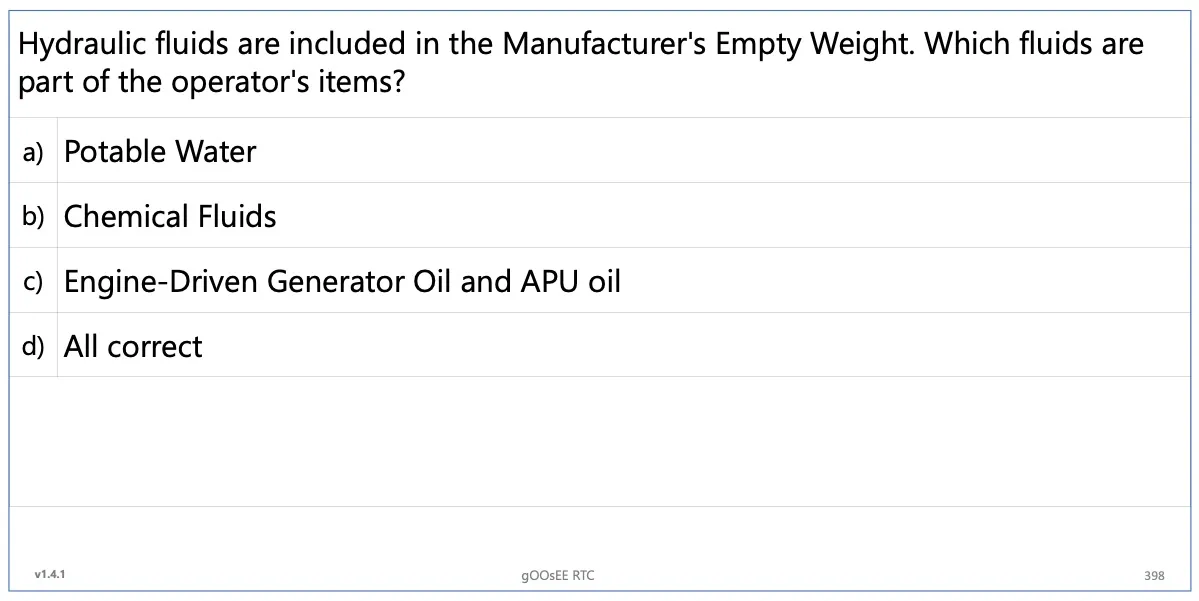 Hydraulic fluids are included in the Manufacturer's Empty Weight. Which fluids are
part of the operator's items?
a) Potable Water
b) Chemical Fluids
c) Engine-Driven Generator Oil and APU oil
d) All correct
v1.4.1 gOOsEE RTC 398